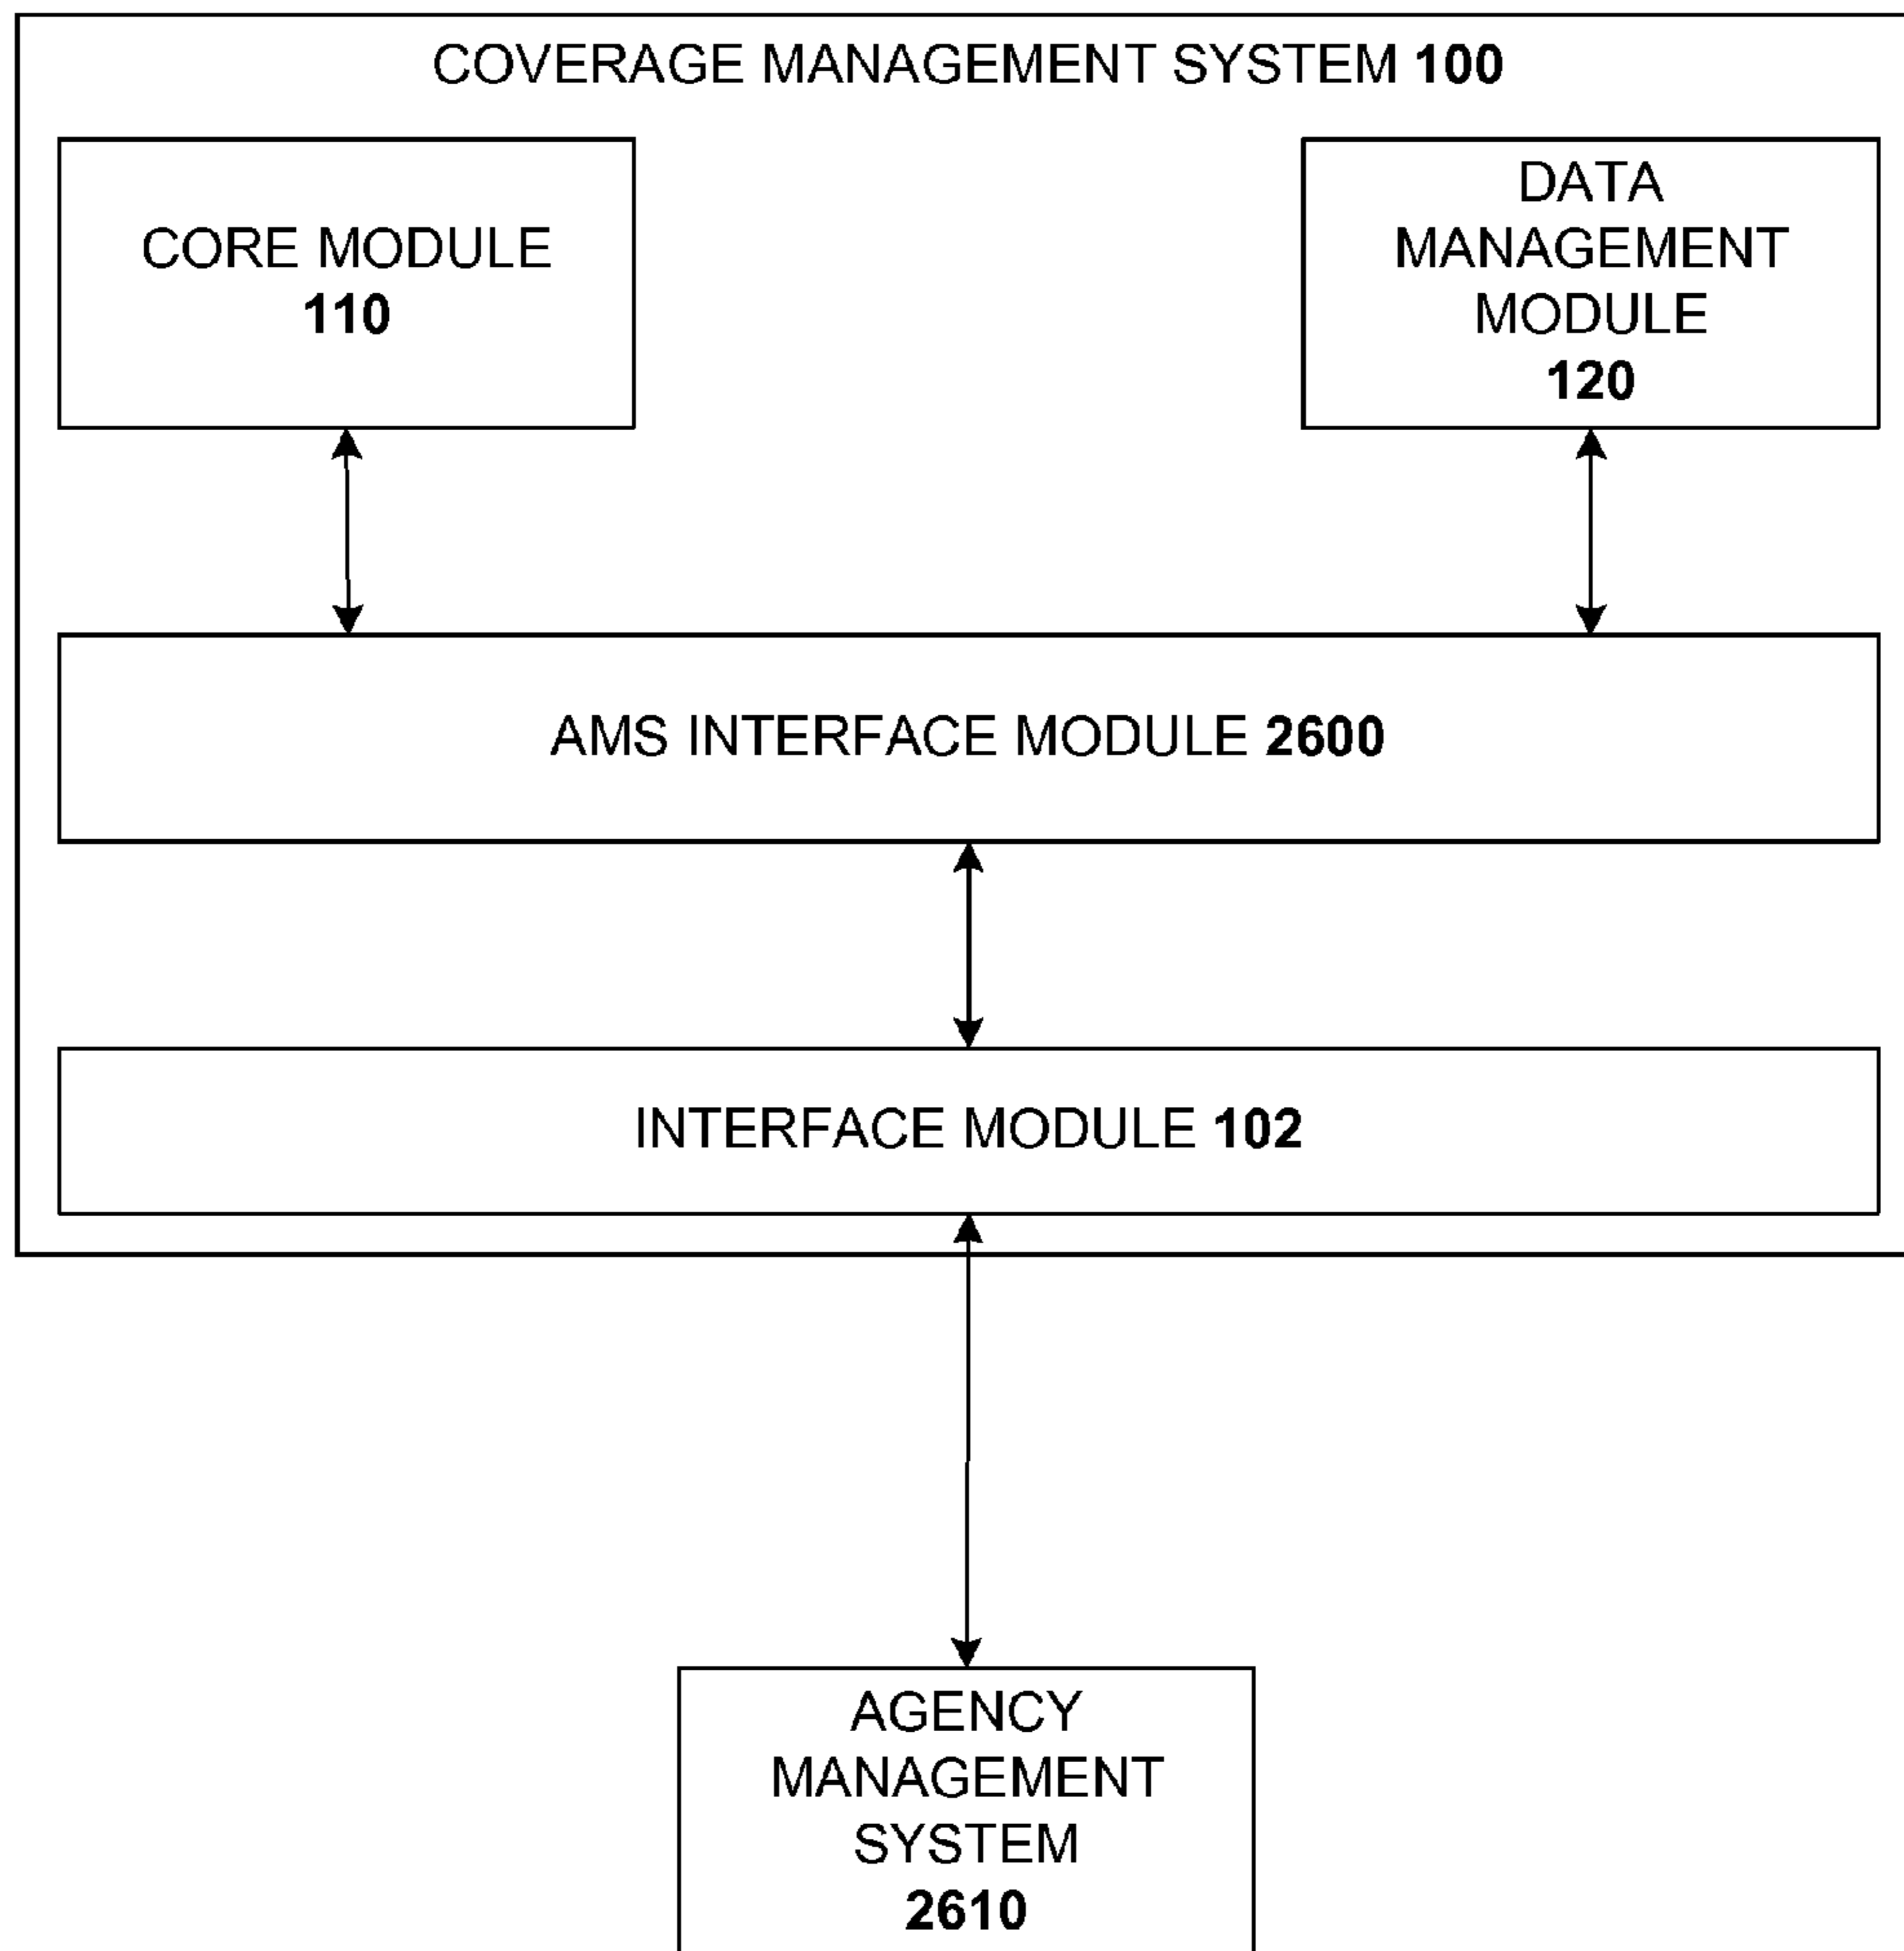 COVERAGE MANAGEMENT SYSTEM 100
CORE MODULE
110
DATA
MANAGEMENT
MODULE
120
AMS INTERFACE MODULE 2600
INTERFACE MODULE 102
AGENCY
MANAGEMENT
SYSTEM
2610